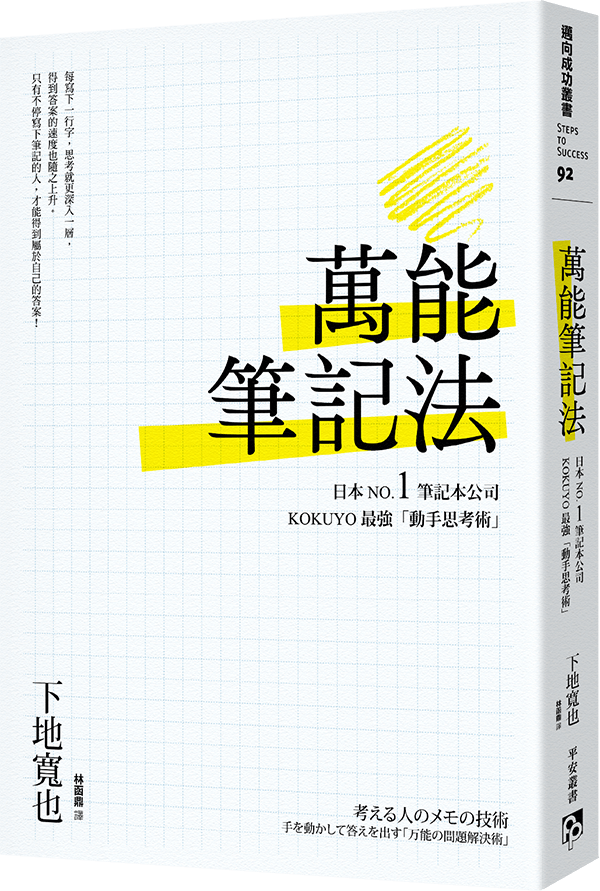 每寫下一行字，思考就更深入一層，
得到答案的速度也隨之上升。
只有不停寫下筆記的人，才能得到屬於自己的答案！
萬能
筆記法
日本 NO.1 筆記本公司
KOKUYO 最強「動手思考術」
下地寬也
林函鼎 譯
考える人のメモの技術
手を動かして答えを出す「万能の問題解決術」
邁向成功叢書
STEPS
TO
SUCCESS
92
萬能筆記法
日本 NO.1 筆記本公司
KOKUYO 最強「動手思考術」
下地寬也
林函鼎 譯
平安叢書